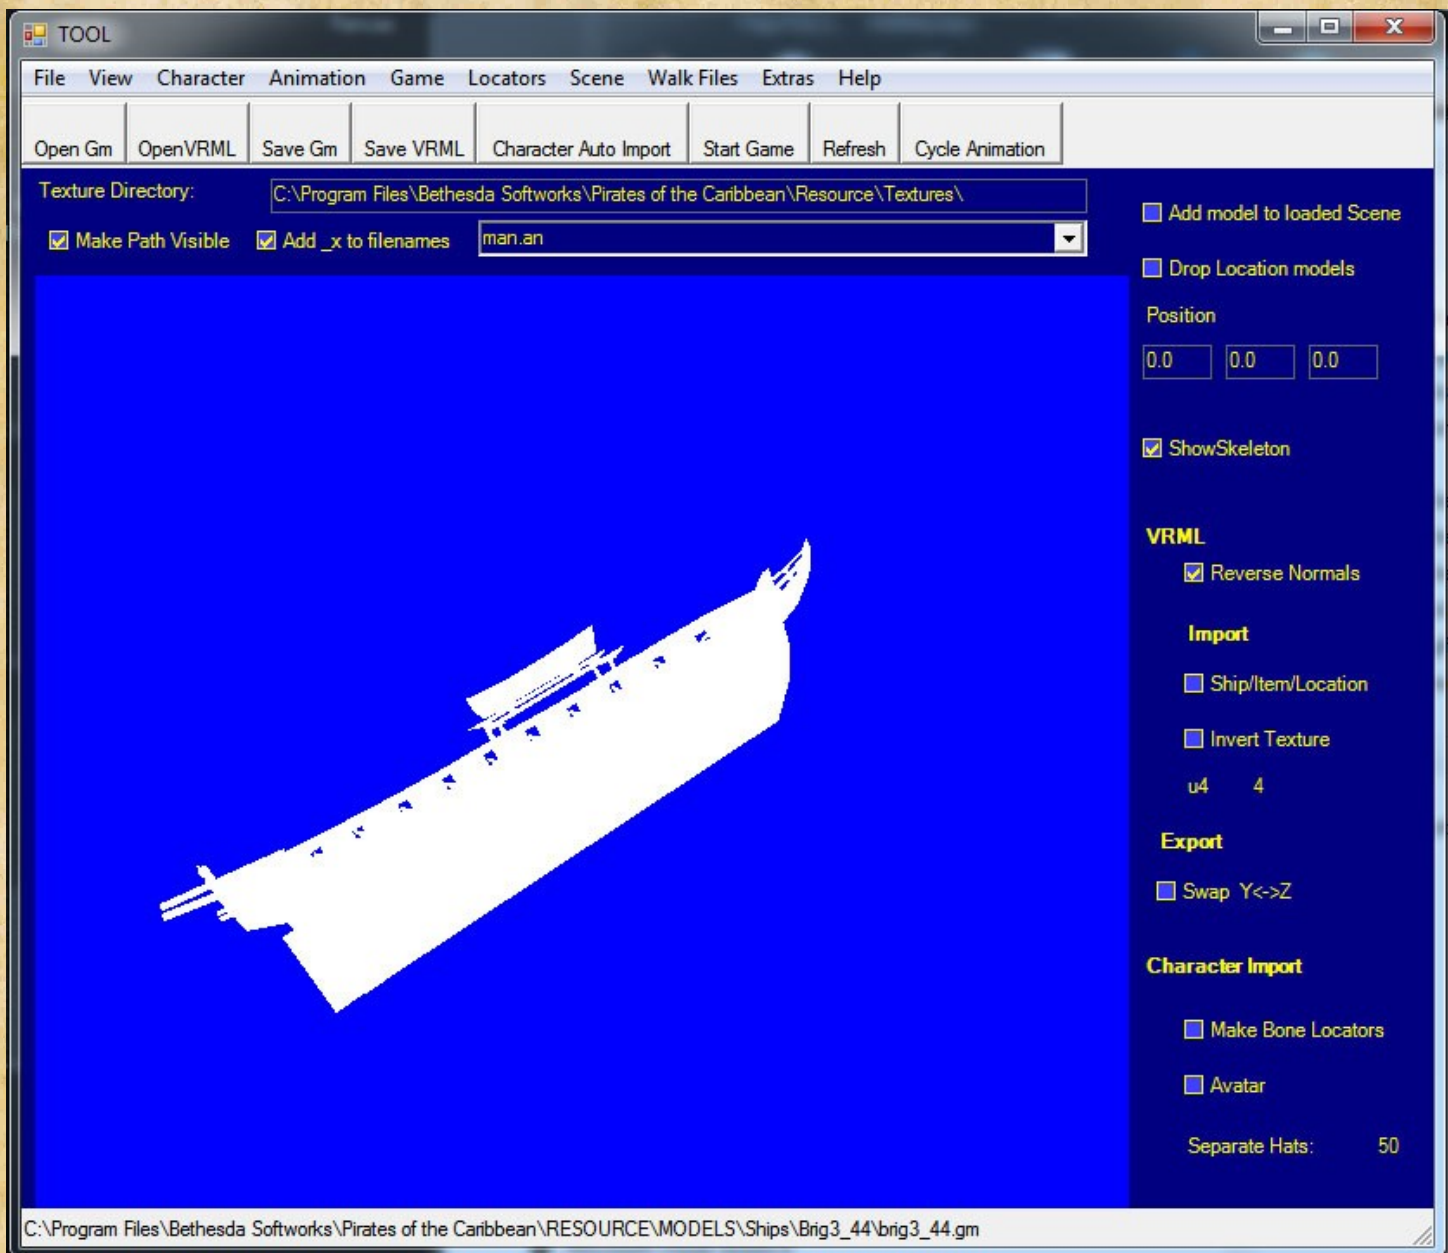 TOOL
File View Character Animation Game Locators Scene Walk Files Extras Help
Open Gm OpenVRML Save Gm Save VRML Character Auto Import Start Game Refresh Cycle Animation
Texture Directory: C:\Program Files\Bethesda Softworks\Pirates of the Caribbean\Resource\Textures\
Make Path Visible Add _x to filenames man.an
Add model to loaded Scene
Drop Location models
Position
0.0 0.0 0.0
ShowSkeleton
VRML
Reverse Normals
Import
Ship/Item/Location
Invert Texture
u4 4
Export
Swap Y<->Z
Character Import
Make Bone Locators
Avatar
Separate Hats: 50
C:\Program Files\Bethesda Softworks\Pirates of the Caribbean\RESOURCE\MODELS\Ships\Brig3_44\brig3_44.gm